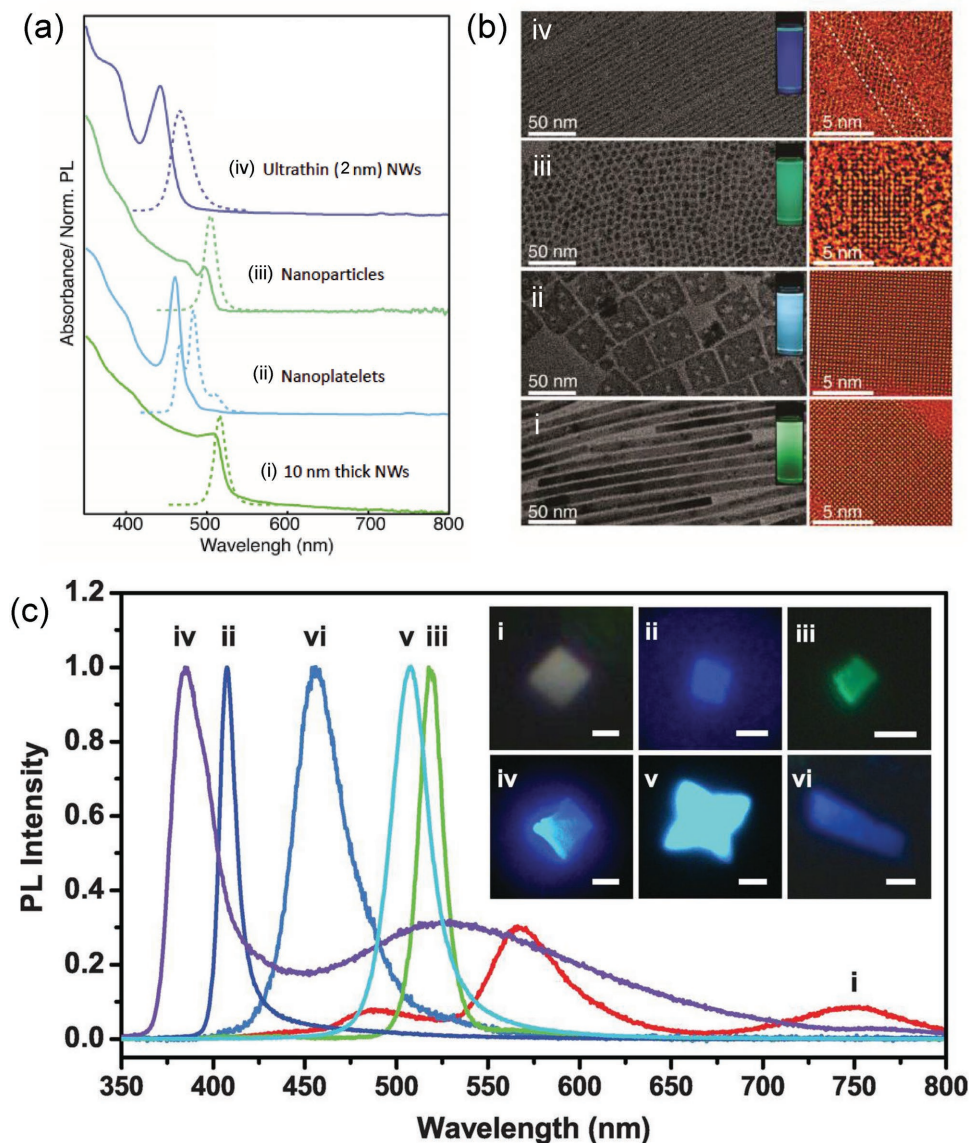 (a)
Absorbance/ Norm. PL
(iv) Ultrathin (2 nm) NWs
(iii) Nanoparticles
(ii) Nanoplatelets
(i) 10 nm thick NWs
400 500 600 700 800
Wavelengh (nm)
(b)
iv
50 nm
5 nm
iii
50 nm
5 nm
ii
50 nm
5 nm
i
50 nm
5 nm
(c)
PL Intensity
1.2
1.0
0.8
0.6
0.4
0.2
0.0
iv ii vi v iii
i
i ii iii
iv v vi
350 400 450 500 550 600 650 700 750 800
Wavelength (nm)